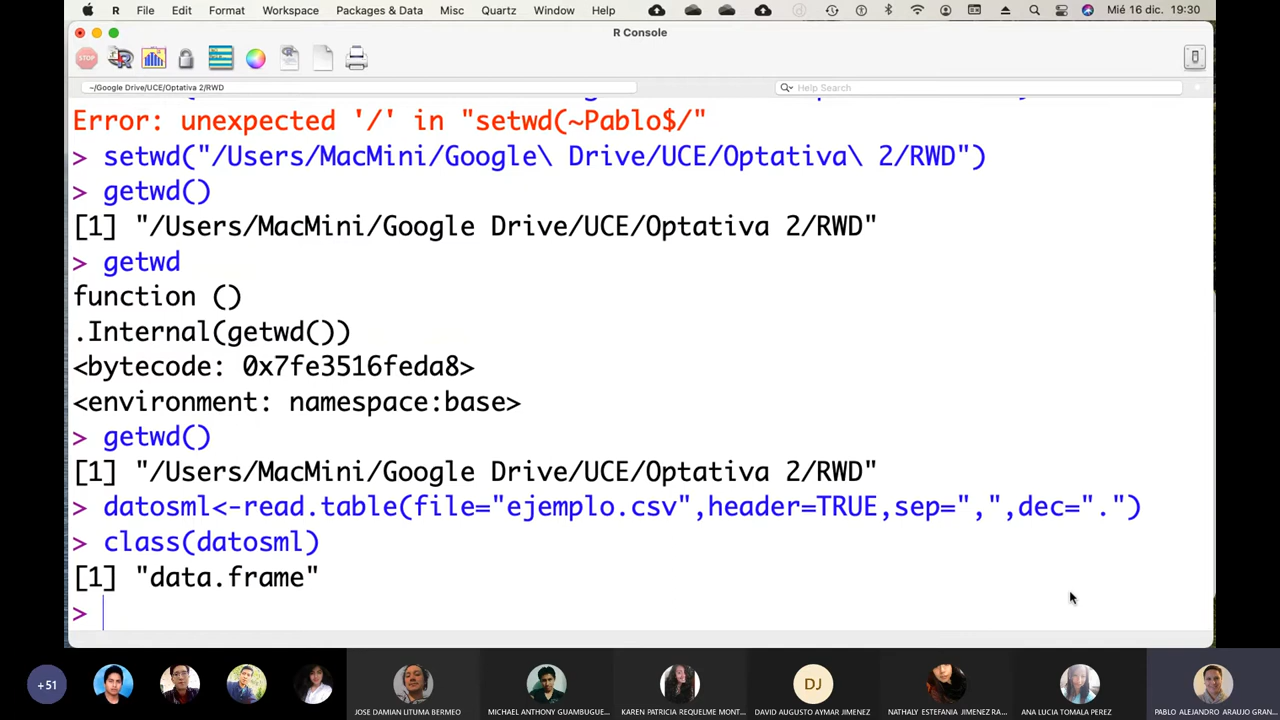 R File Edit Format Workspace Packages & Data Misc Quartz Window Help Mié 16 dic. 19:30
R Console
STOP
~/Google Drive/UCE/Optativa 2/RWD
Help Search
Error: unexpected '/' in "setwd(~Pablo$/"
> setwd("/Users/MacMini/Google\ Drive/UCE/Optativa\ 2/RWD")
> getwd()
[1] "/Users/MacMini/Google Drive/UCE/Optativa 2/RWD"
> getwd
function ()
.Internal(getwd())
<bytecode: 0x7fe3516feda8>
<environment: namespace:base>
> getwd()
[1] "/Users/MacMini/Google Drive/UCE/Optativa 2/RWD"
> datosml<-read.table(file="ejemplo.csv",header=TRUE,sep=",",dec=".")
> class(datosml)
[1] "data.frame"
>
+51
DJ
JOSE DAMIAN LITUMA BERMEO
MICHAEL ANTHONY GUAMBUGUE...
KAREN PATRICIA REQUELME MONT...
DAVID AUGUSTO AYMAR JIMENEZ
NATHALY ESTEFANIA JIMENEZ RA...
ANA LUCIA TOMALA PEREZ
PABLO ALEJANDRO ARAUJO GRAN...